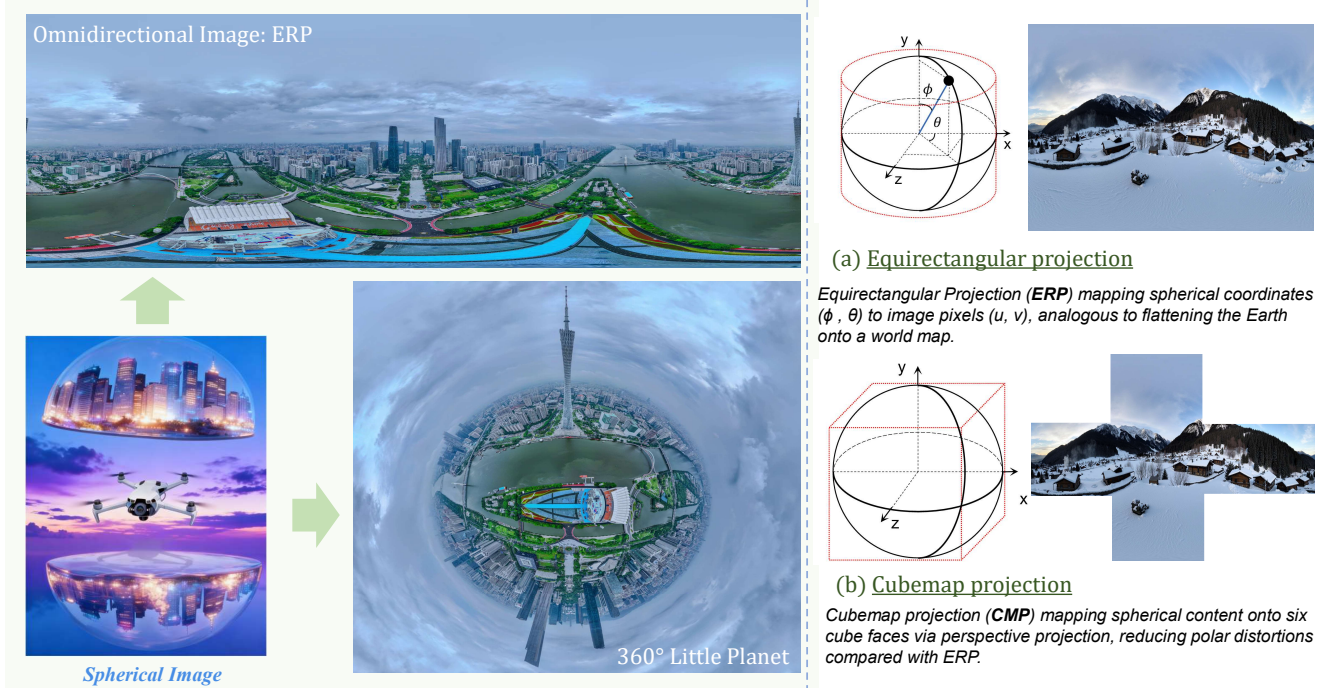 Omnidirectional Image: ERP
Spherical Image
360° Little Planet
y
ϕ
θ
x
z
(a) Equirectangular projection
Equirectangular Projection (ERP) mapping spherical coordinates
(ϕ , θ) to image pixels (u, v), analogous to flattening the Earth
onto a world map.
y
x
z
(b) Cubemap projection
Cubemap projection (CMP) mapping spherical content onto six
cube faces via perspective projection, reducing polar distortions
compared with ERP.